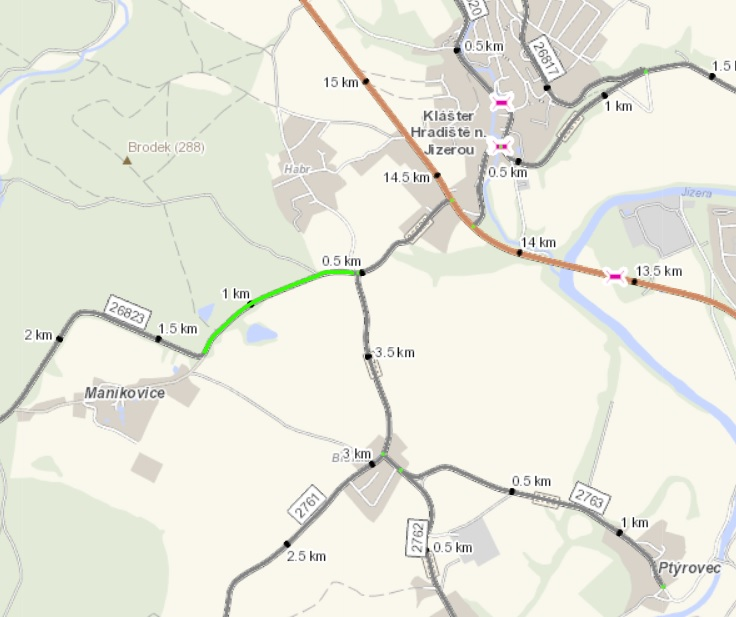 20
0.5 km
26817
1.5
15 km
1 km
Klášter
Hradiště n.
Jizerou
Brodek (288)
Habr
14.5 km
0.5 km
Jizera
14 km
0.5 km
13.5 km
1 km
26823
1.5 km
2 km
3.5 km
Maníkovice
3 km
0.5 km
2761
2763
1 km
2762
0.5 km
2.5 km
Ptýrovec